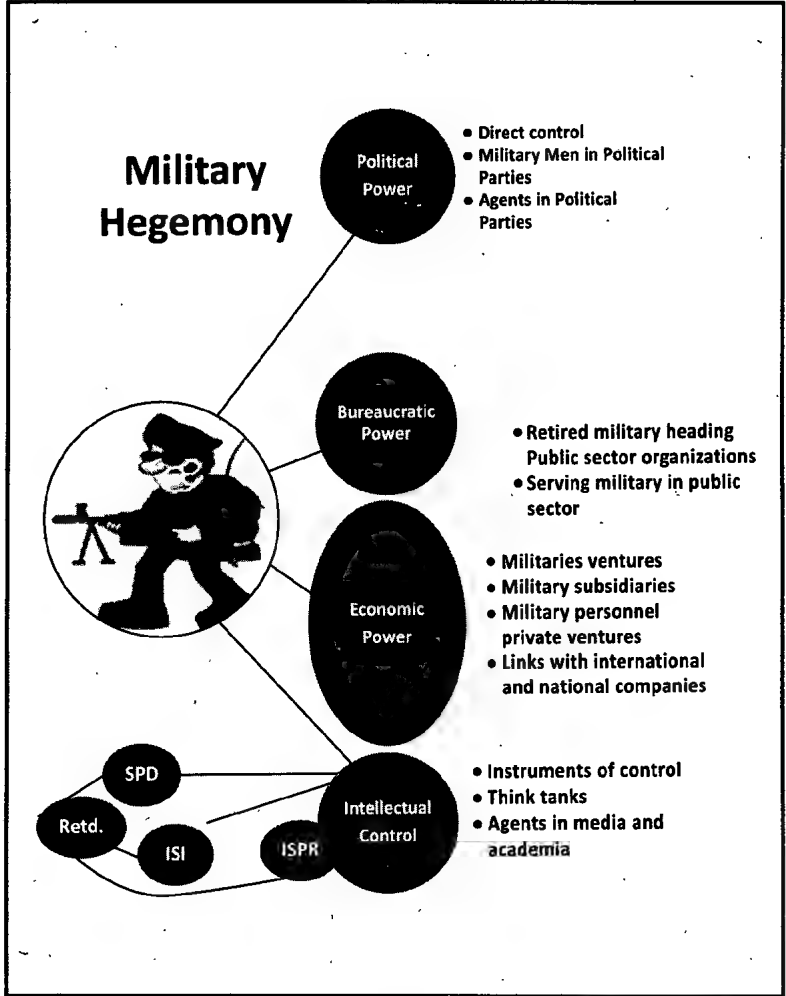 Military
Hegemony
Political
Power
• Direct control
• Military Men in Political
Parties
• Agents in Political
Parties
Bureaucratic
Power
• Retired military heading
Public sector organizations
• Serving military in public
sector
Economic
Power
• Militaries ventures
• Military subsidiaries
• Military personnel
private ventures
• Links with international
and national companies
Intellectual
Control
• Instruments of control
• Think tanks
• Agents in media and
academia
SPD
Retd.
ISI
ISPR